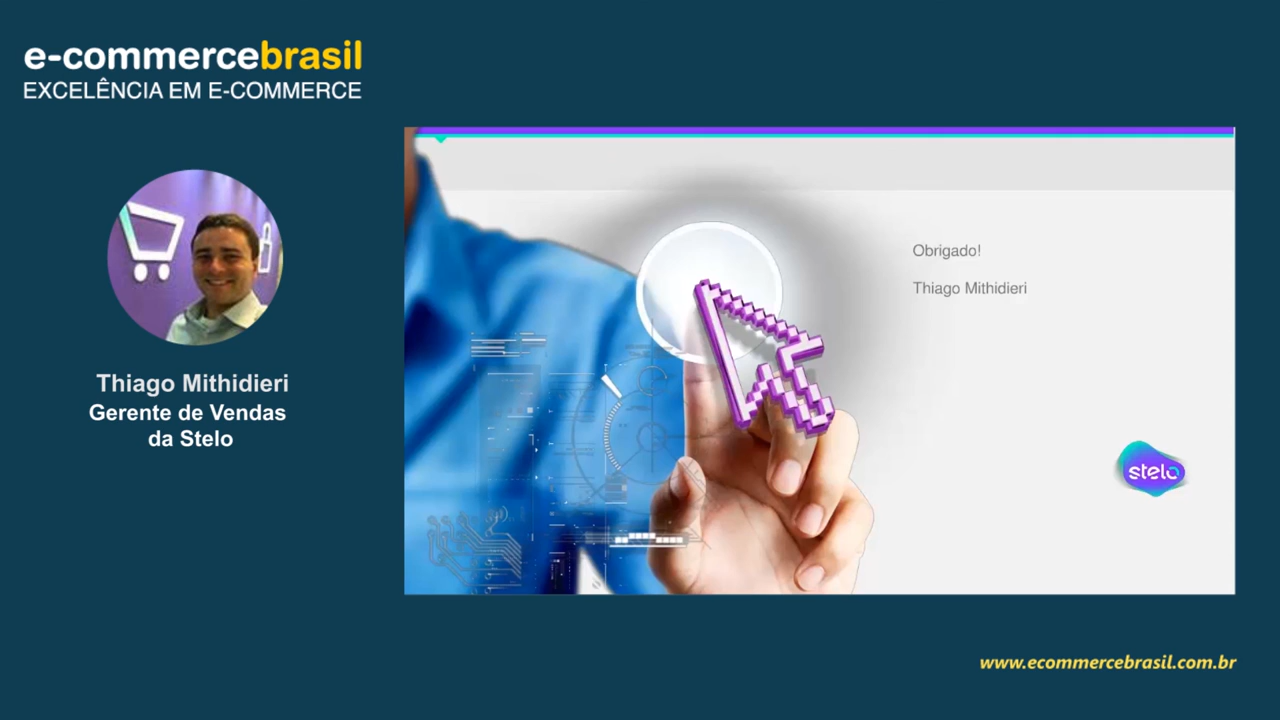 e-commercebrasil
EXCELÊNCIA EM E-COMMERCE
Thiago Mithidieri
Gerente de Vendas
da Stelo
Obrigado!
Thiago Mithidieri
stelo
www.ecommercebrasil.com.br